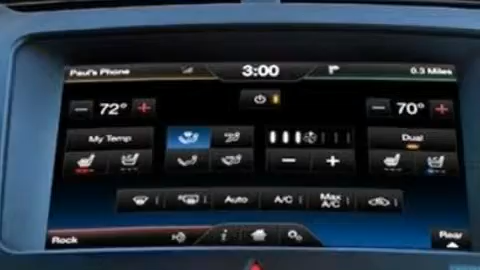 Paul's Phone 3:00 0.3 Miles
72° 70°
My Temp Dual
Auto A/C Max A/C
Rock Rear